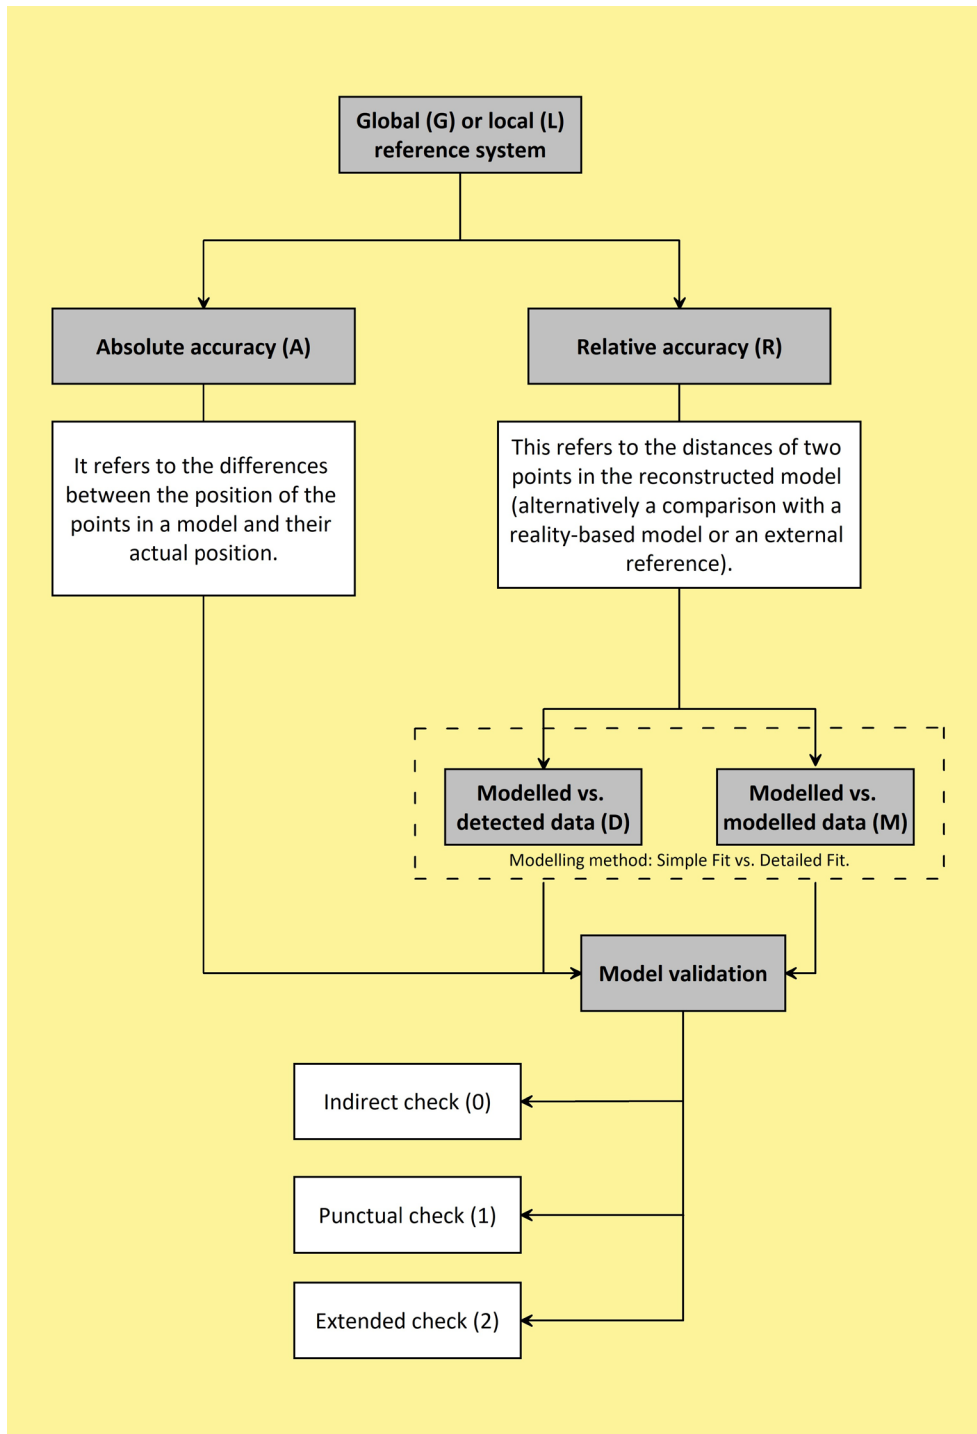 Global (G) or local (L)
reference system
Absolute accuracy (A)
Relative accuracy (R)
It refers to the differences
between the position of the
points in a model and their
actual position.
This refers to the distances of two
points in the reconstructed model
(alternatively a comparison with a
reality-based model or an external
reference).
Modelled vs.
detected data (D)
Modelled vs.
modelled data (M)
Modelling method: Simple Fit vs. Detailed Fit.
Model validation
Indirect check (0)
Punctual check (1)
Extended check (2)